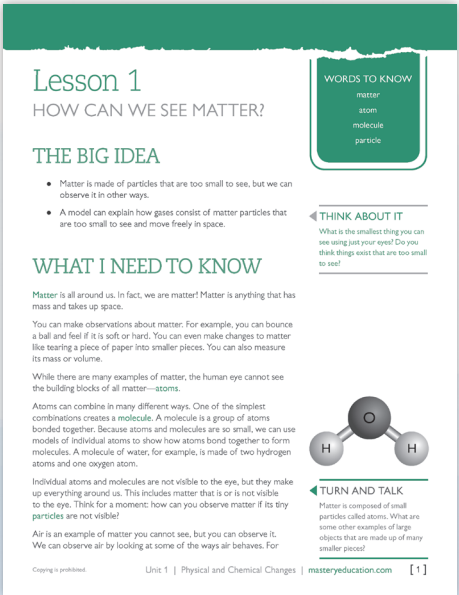 Lesson 1
HOW CAN WE SEE MATTER?
WORDS TO KNOW
matter
atom
molecule
particle
THE BIG IDEA
● Matter is made of particles that are too small to see, but we can
observe it in other ways.
● A model can explain how gases consist of matter particles that
are too small to see and move freely in space.
THINK ABOUT IT
What is the smallest thing you can
see using just your eyes? Do you
think things exist that are too small
to see?
WHAT I NEED TO KNOW
Matter is all around us. In fact, we are matter! Matter is anything that has
mass and takes up space.
You can make observations about matter. For example, you can bounce
a ball and feel if it is soft or hard. You can even make changes to matter
like tearing a piece of paper into smaller pieces. You can also measure
its mass or volume.
While there are many examples of matter, the human eye cannot see
the building blocks of all matter—atoms.
Atoms can combine in many different ways. One of the simplest
combinations creates a molecule. A molecule is a group of atoms
bonded together. Because atoms and molecules are so small, we can use
models of individual atoms to show how atoms bond together to form
molecules. A molecule of water, for example, is made of two hydrogen
atoms and one oxygen atom.
O
H
H
Individual atoms and molecules are not visible to the eye, but they make
up everything around us. This includes matter that is or is not visible
to the eye. Think for a moment: how can you observe matter if its tiny
particles are not visible?
Air is an example of matter you cannot see, but you can observe it.
We can observe air by looking at some of the ways air behaves. For
TURN AND TALK
Matter is composed of small
particles called atoms. What are
some other examples of large
objects that are made up of many
smaller pieces?
Copying is prohibited.
Unit 1 | Physical and Chemical Changes | masteryeducation.com [ 1 ]